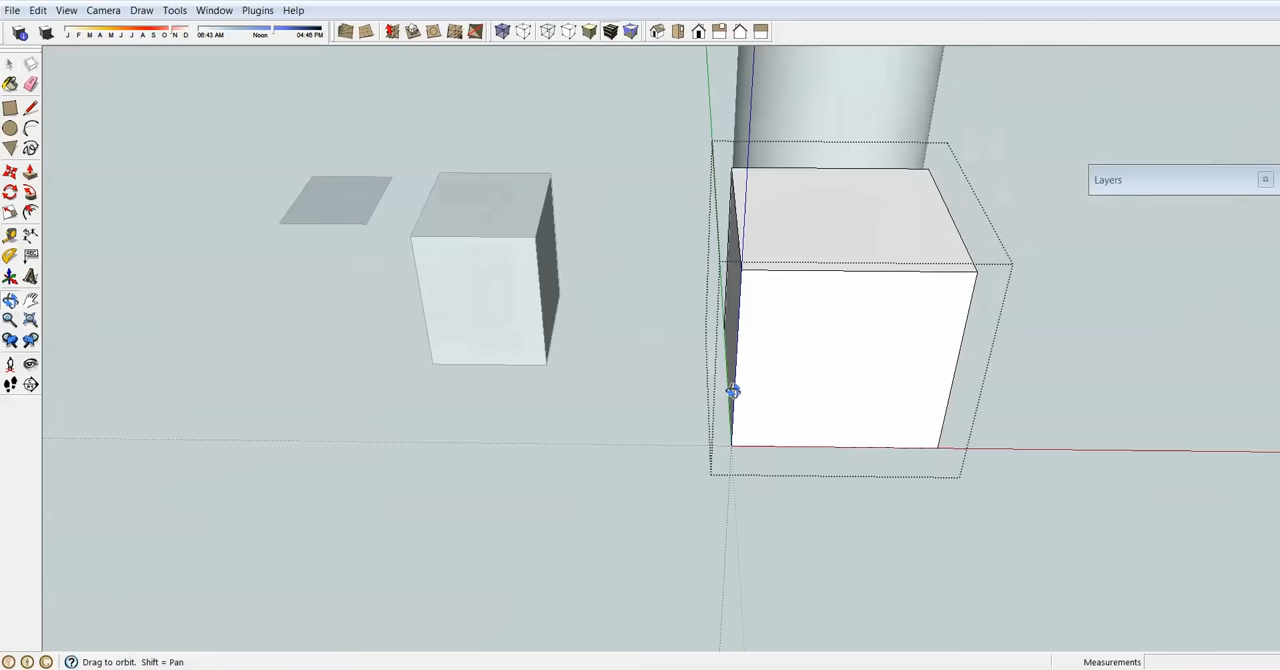 File Edit View Camera Draw Tools Window Plugins Help
J F M A M J J A S O N D 06:43 AM Noon 04:46 PM
Layers
Drag to orbit. Shift = Pan Measurements